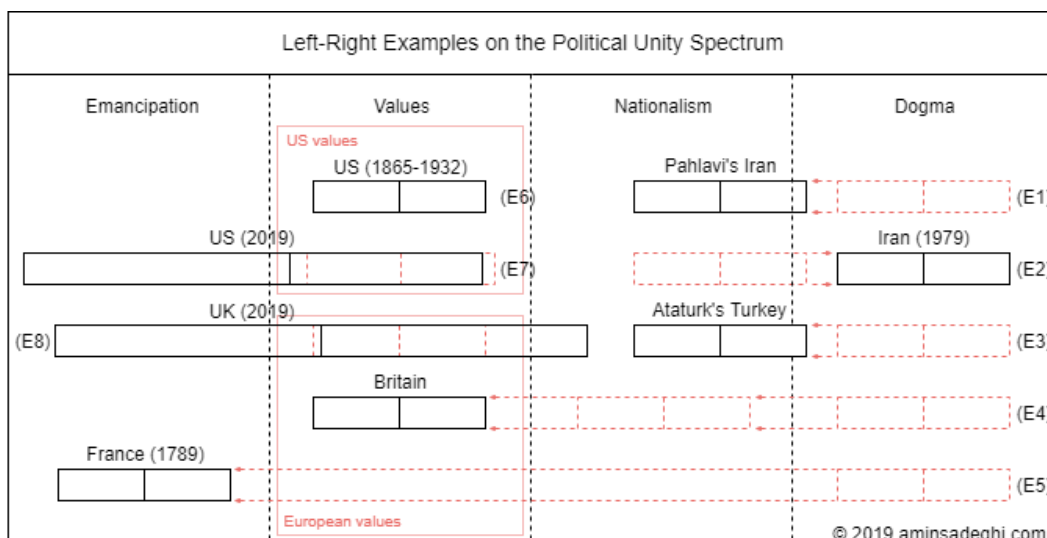 Left-Right Examples on the Political Unity Spectrum
Emancipation
Values
Nationalism
Dogma
US values
US (1865-1932)
(E6)
Pahlavi's Iran
(E1)
US (2019)
(E7)
Iran (1979)
(E2)
UK (2019)
(E8)
Ataturk's Turkey
(E3)
Britain
(E4)
France (1789)
(E5)
European values
© 2019 aminsadeghi.com